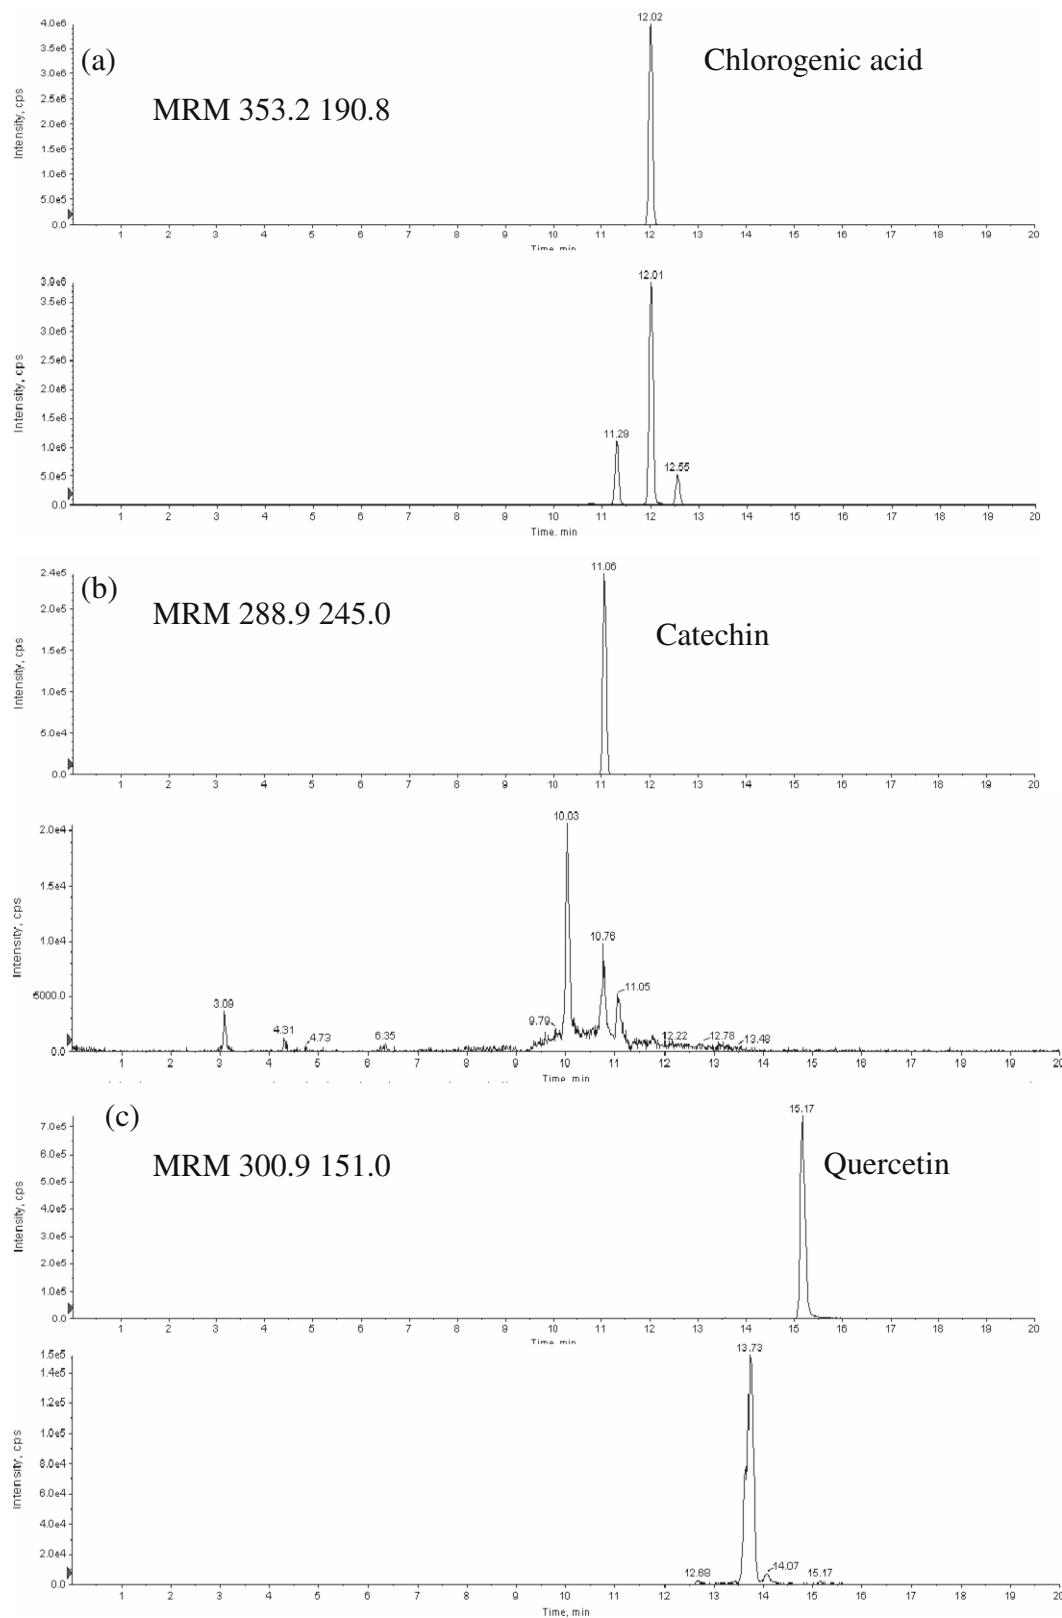 12.02
4.0e6
(a)
Chlorogenic acid
3.5e6
3.0e6
2.5e6
MRM 353.2 190.8
2.0e6
1.5e6
1.0e6
5.0e5
0.0
Intensity, cps
1 2 3 4 5 6 7 8 9 10 11 12 13 14 15 16 17 18 19 20
Time, min
3.9e6
12.01
3.5e6
3.0e6
2.5e6
2.0e6
1.5e6
11.29
1.0e6
12.55
5.0e5
0.0
Intensity, cps
1 2 3 4 5 6 7 8 9 10 11 12 13 14 15 16 17 18 19 20
Time, min
11.06
2.4e5
(b)
2.0e5
MRM 288.9 245.0
Catechin
1.5e5
1.0e5
5.0e4
0.0
Intensity, cps
1 2 3 4 5 6 7 8 9 10 11 12 13 14 15 16 17 18 19 20
Time, min
10.03
2.0e4
1.5e4
1.0e4
10.76
5000.0
11.05
3.09
9.79
4.31 4.73 6.35 12.22 12.78 13.48
0.0
Intensity, cps
1 2 3 4 5 6 7 8 9 10 11 12 13 14 15 16 17 18 19 20
Time, min
(c)
15.17
7.0e5
MRM 300.9 151.0
Quercetin
6.0e5
5.0e5
4.0e5
3.0e5
2.0e5
1.0e5
0.0
Intensity, cps
1 2 3 4 5 6 7 8 9 10 11 12 13 14 15 16 17 18 19 20
Time, min
13.73
1.5e5
1.4e5
1.2e5
1.0e5
8.0e4
6.0e4
4.0e4
2.0e4
12.68 14.07 15.17
0.0
Intensity, cps
1 2 3 4 5 6 7 8 9 10 11 12 13 14 15 16 17 18 19 20
Time, min